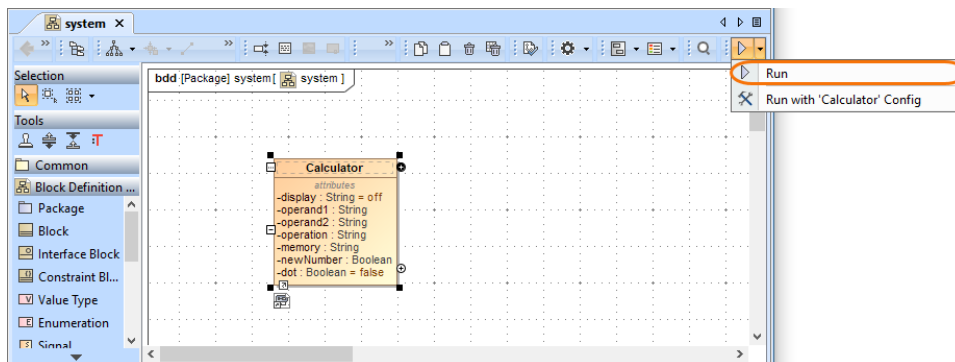 system
Run
Run with 'Calculator' Config
Selection
Tools
Common
Block Definition ...
Package
Block
Interface Block
Constraint Bl...
Value Type
Enumeration
Signal
bdd [Package] system[ system ]
Calculator
attributes
-display : String = off
-operand1 : String
-operand2 : String
-operation : String
-memory : String
-newNumber : Boolean
-dot : Boolean = false